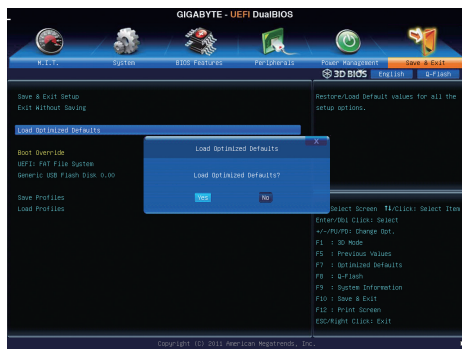 GIGABYTE - UEFI DualBIOS
M.I.T.
System
BIOS Features
Peripherals
Power Management
Save & Exit
3D BIOS
English
Q-Flash
Save & Exit Setup
Exit Without Saving
Load Optimized Defaults
Boot Override
UEFI: FAT File System
Generic USB Flash Disk 0.00
Save Profiles
Load Profiles
Load Optimized Defaults
X
Load Optimized Defaults?
Yes
No
Restore/Load Default values for all the
setup options.
Select Screen ↑↓/Click: Select Item
Enter/Dbl Click: Select
+/-/PU/PD: Change Opt.
F1 : 3D Mode
F5 : Previous Values
F7 : Optimized Defaults
F8 : Q-Flash
F9 : System Information
F10 : Save & Exit
F12 : Print Screen
ESC/Right Click: Exit
Copyright (C) 2011 American Megatrends, Inc.